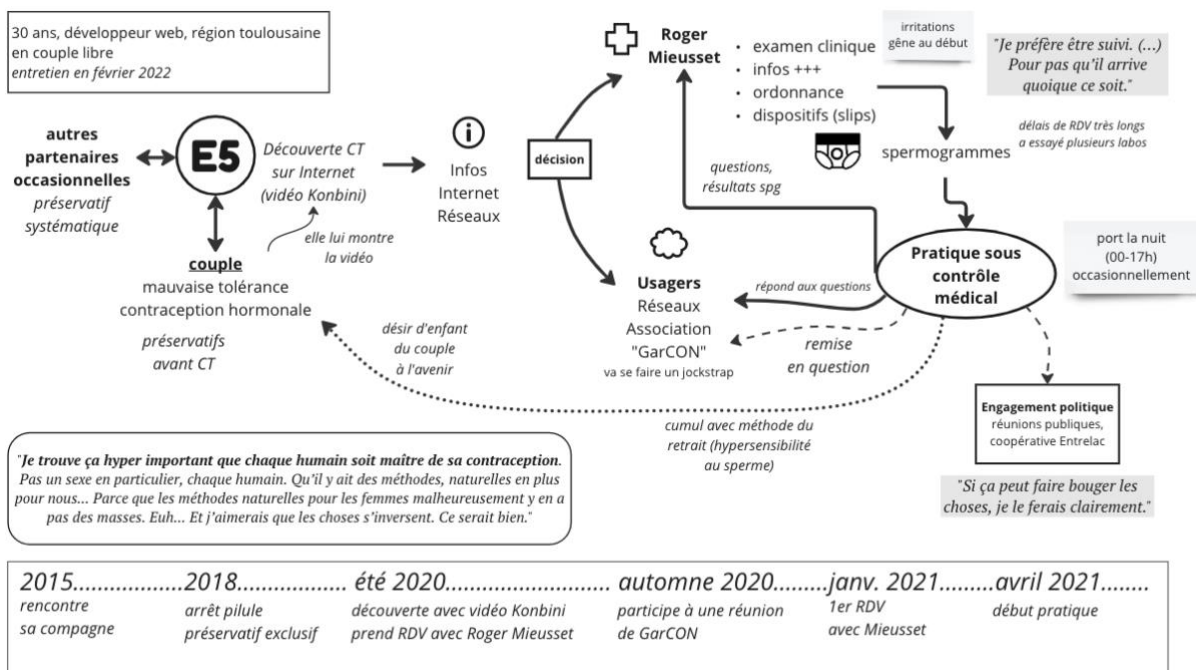 30 ans, développeur web, région toulousaine
en couple libre
entretien en février 2022
autres
partenaires
occasionnelles
préservatif
systématique
E5
Découverte CT
sur Internet
(vidéo Konbini)
elle lui montre
la vidéo
couple
mauvaise tolérance
contraception hormonale
préservatifs
avant CT
Infos
Internet
Réseaux
décision
Roger
Mieusset
• examen clinique
• infos +++
• ordonnance
• dispositifs (slips)
irritations
gêne au début
"Je préfère être suivi. (...)
Pour pas qu'il arrive
quoique ce soit."
délais de RDV très longs
a essayé plusieurs labos
spermogrammes
questions,
résultats spg
Usagers
Réseaux
Association
"GarCON"
va se faire un jockstrap
répond aux questions
Pratique sous
contrôle
médical
port la nuit
(00-17h)
occasionnellement
remise
en question
désir d'enfant
du couple
à l'avenir
cumul avec méthode du
retrait (hypersensibilité
au sperme)
Engagement politique
réunions publiques,
coopérative Entrelac
"Si ça peut faire bouger les
choses, je le ferais clairement."
"Je trouve ça hyper important que chaque humain soit maître de sa contraception.
Pas un sexe en particulier, chaque humain. Qu'il y ait des méthodes, naturelles en plus
pour nous... Parce que les méthodes naturelles pour les femmes malheureusement y en a
pas des masses. Euh... Et j'aimerais que les choses s'inversent. Ce serait bien."
2015............................2018......................été 2020..................................automne 2020.........janv. 2021...........avril 2021.......
rencontre
sa compagne
arrêt pilule
préservatif exclusif
découverte avec vidéo Konbini
prend RDV avec Roger Mieusset
participe à une réunion
de GarCON
1er RDV
avec Mieusset
début pratique